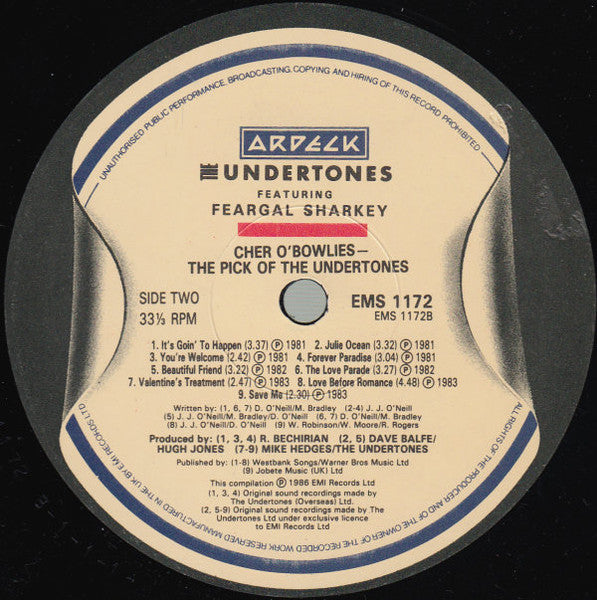 UNAUTHORISED PUBLIC PERFORMANCE, BROADCASTING, COPYING AND HIRING OF THIS RECORD PROHIBITED
ARDECK
THE UNDERTONES
FEATURING
FEARGAL SHARKEY
CHER O'BOWLIES—
THE PICK OF THE UNDERTONES
SIDE TWO
EMS 1172
33⅓ RPM
EMS 1172B
1. It's Goin' To Happen (3.37) Ⓟ 1981 2. Julie Ocean (3.32) Ⓟ 1981
3. You're Welcome (2.42) Ⓟ 1981 4. Forever Paradise (3.04) Ⓟ 1981
5. Beautiful Friend (3.22) Ⓟ 1982 6. The Love Parade (3.27) Ⓟ 1982
7. Valentine's Treatment (2.47) Ⓟ 1983 8. Love Before Romance (4.48) Ⓟ 1983
9. Save Me (2.30) Ⓟ 1983
Written by: (1, 6, 7) D. O'Neill/M. Bradley (2-4) J. J. O'Neill
(5) J. J. O'Neill/M. Bradley/D. O'Neill (6, 7) D. O'Neill/M. Bradley
(8) J. J. O'Neill/M. Bradley (9) W. Robinson/W. Moore/R. Rogers
Produced by: (1, 3, 4) R. BECHIRIAN (2, 5) DAVE BALFE/
HUGH JONES (7-9) MIKE HEDGES/THE UNDERTONES
Published by: (1-8) Westbank Songs/Warner Bros Music Ltd
(9) Jobete Music (UK) Ltd
This compilation Ⓟ 1986 EMI Records Ltd
(1, 3, 4) Original sound recordings made by
The Undertones (Overseas) Ltd.
(2, 5-9) Original sound recordings made by The
Undertones Ltd under exclusive licence
to EMI Records Ltd
ALL RIGHTS OF THE PRODUCER AND OF THE OWNER OF THE RECORDED WORK RESERVED MANUFACTURED IN THE UK BY EMI RECORDS LTD